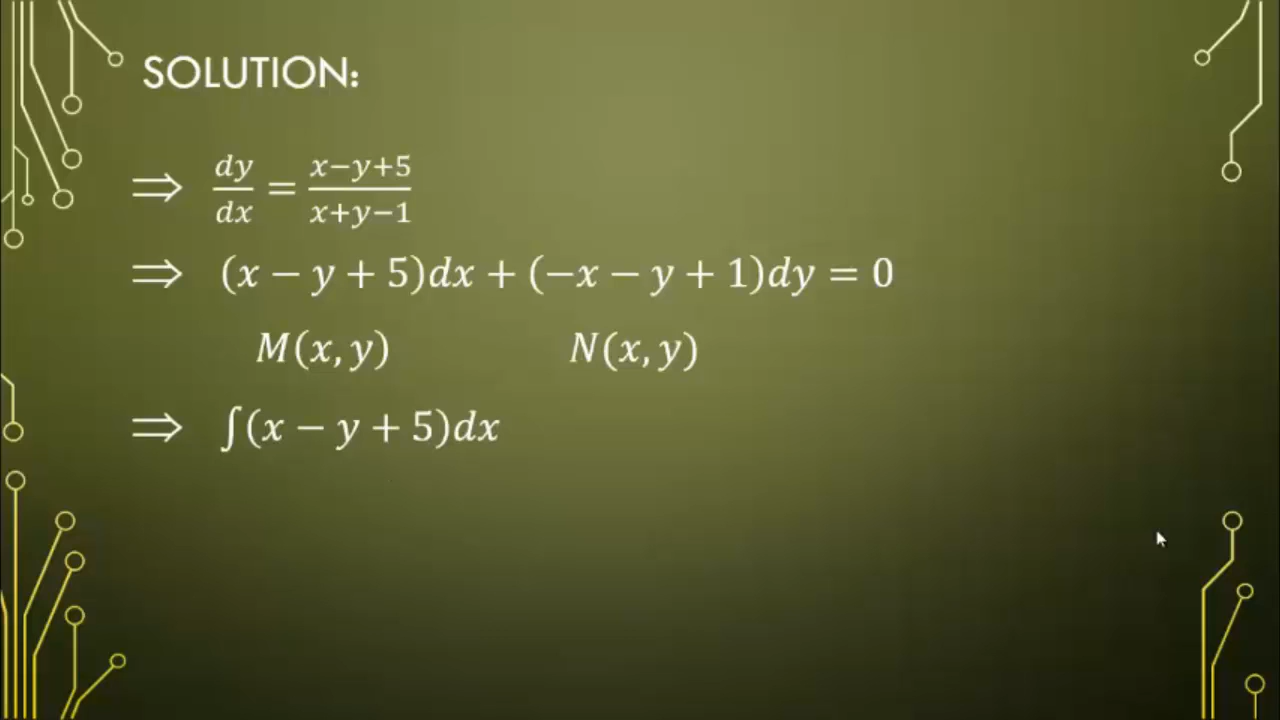 SOLUTION:
⟹ dy/dx = x−y+5/x+y−1
⟹ (x − y + 5)dx + (−x − y + 1)dy = 0
M(x, y) N(x, y)
⟹ ∫(x − y + 5)dx